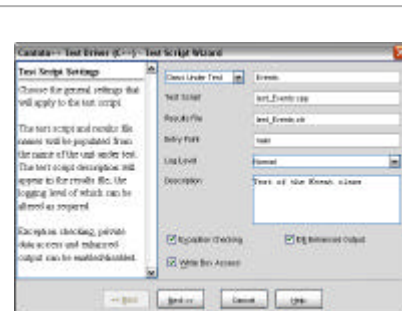 Cantata++ Test Driver (C++) - Test Script Wizard
Test Script Settings
Choose the general settings that
will apply to the test script.
The test script and results file
names will be populated from
the name of the unit under test.
The test script description will
appear in the results file, the
logging level of which can be
altered as required.
Exception checking, private
data access and enhanced
output can be enabled/disabled.
Class Under Test
Test Script
test_Events.cpp
Results File
Entry Point
Log Level
Normal
Description
Test of the Event class
Exception Checking
Enhanced Output
White Box Access
<< Back
Next >>
Cancel
Help